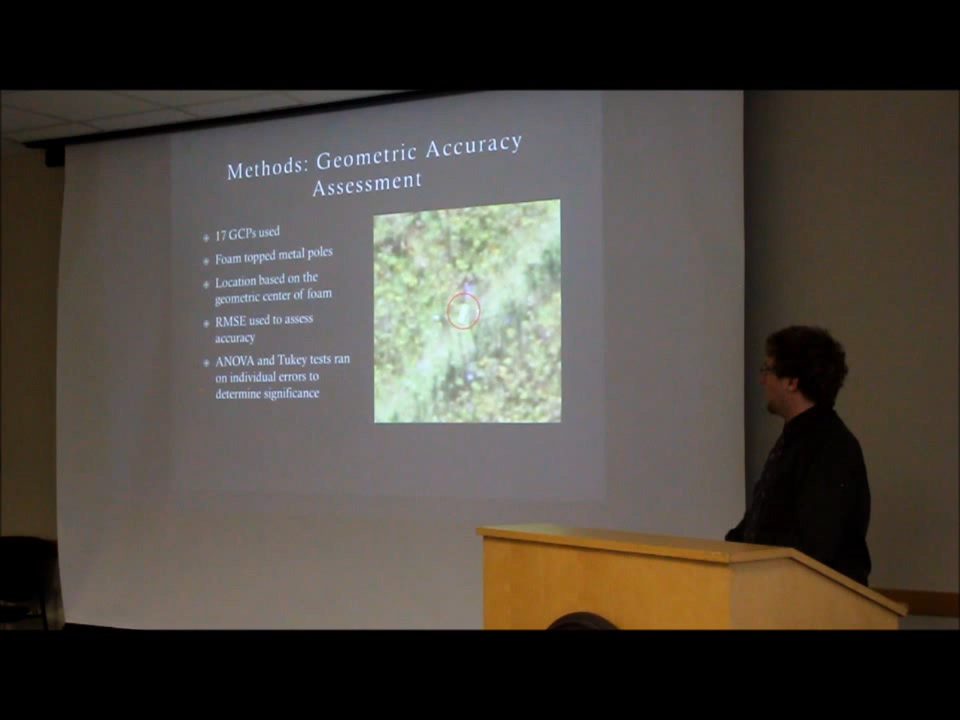 Methods: Geometric Accuracy
Assessment
17 GCPs used
Foam topped metal poles
Location based on the
geometric center of foam
RMSE used to assess
accuracy
ANOVA and Tukey tests ran
on individual errors to
determine significance